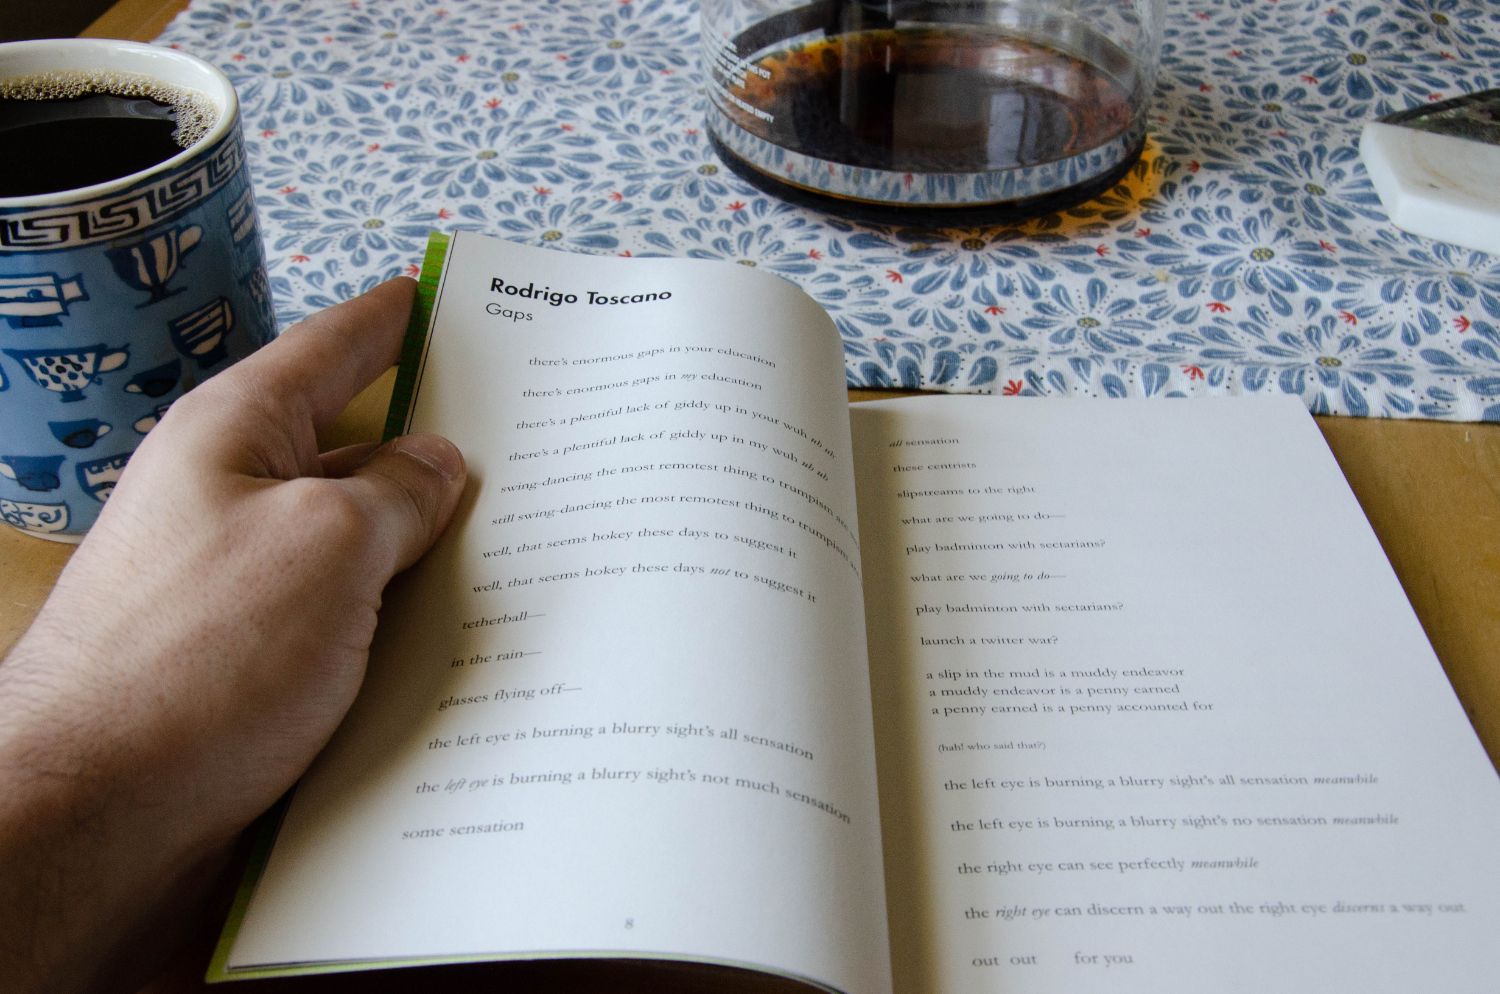 THIS POT
HEATED EMPTY
Rodrigo Toscano
Gaps
there's enormous gaps in your education
there's enormous gaps in my education
there's a plentiful lack of giddy up in your wuh uh uh
there's a plentiful lack of giddy up in my wuh uh uh
swing-dancing the most remotest thing to trumpism
still swing-dancing the most remotest thing to trumpism
well, that seems hokey these days to suggest it
well, that seems hokey these days not to suggest it
tetherball—
in the rain—
glasses flying off—
the left eye is burning a blurry sight's all sensation
the left eye is burning a blurry sight's not much sensation
some sensation
8
all sensation
these centrists
slipstreams to the right
what are we going to do—
play badminton with sectarians?
what are we going to do—
play badminton with sectarians?
launch a twitter war?
a slip in the mud is a muddy endeavor
a muddy endeavor is a penny earned
a penny earned is a penny accounted for
(hah! who said that?)
the left eye is burning a blurry sight's all sensation meanwhile
the left eye is burning a blurry sight's no sensation meanwhile
the right eye can see perfectly meanwhile
the right eye can discern a way out the right eye discerns a way out
out out for you